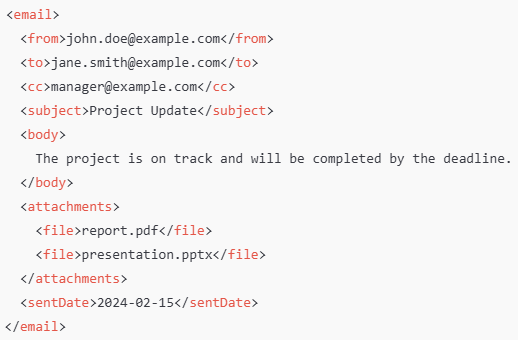 <email>
  <from>john.doe@example.com</from>
  <to>jane.smith@example.com</to>
  <cc>manager@example.com</cc>
  <subject>Project Update</subject>
  <body>
    The project is on track and will be completed by the deadline.
  </body>
  <attachments>
    <file>report.pdf</file>
    <file>presentation.pptx</file>
  </attachments>
  <sentDate>2024-02-15</sentDate>
</email>